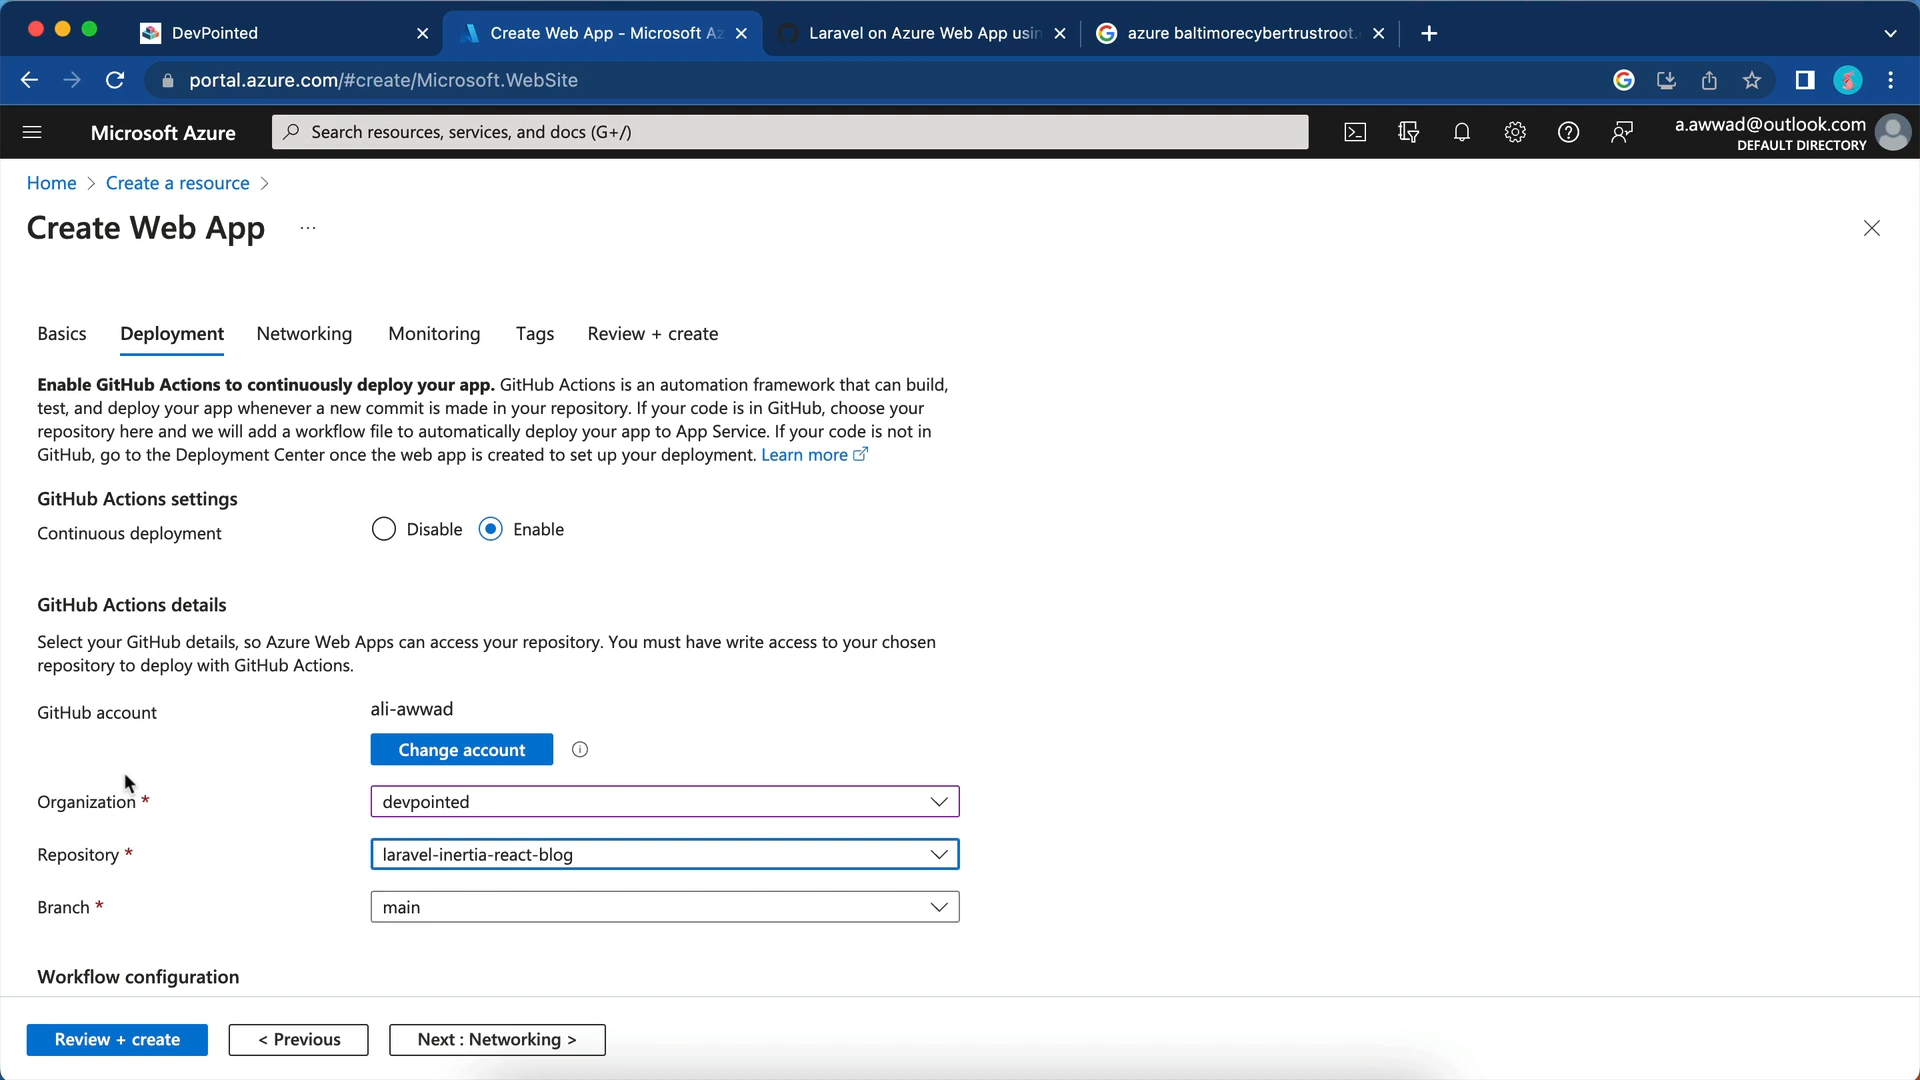 DevPointed
Create Web App - Microsoft Az
Laravel on Azure Web App usin
azure baltimorecybertrustroot.
portal.azure.com/#create/Microsoft.WebSite
Microsoft Azure
Search resources, services, and docs (G+/)
a.awwad@outlook.com
DEFAULT DIRECTORY
Home > Create a resource >
Create Web App ...
Basics Deployment Networking Monitoring Tags Review + create
Enable GitHub Actions to continuously deploy your app. GitHub Actions is an automation framework that can build,
test, and deploy your app whenever a new commit is made in your repository. If your code is in GitHub, choose your
repository here and we will add a workflow file to automatically deploy your app to App Service. If your code is not in
GitHub, go to the Deployment Center once the web app is created to set up your deployment. Learn more
GitHub Actions settings
Continuous deployment Disable Enable
GitHub Actions details
Select your GitHub details, so Azure Web Apps can access your repository. You must have write access to your chosen
repository to deploy with GitHub Actions.
GitHub account ali-awwad
Change account
Organization * devpointed
Repository * laravel-inertia-react-blog
Branch * main
Workflow configuration
Review + create < Previous Next : Networking >